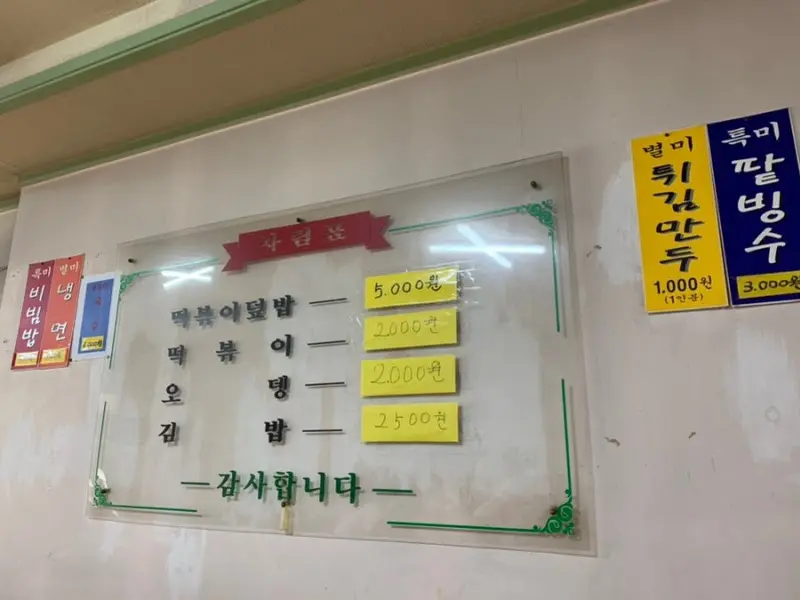 차림표
떡볶이덮밥 — 5.000원
떡볶이 — 2.000원
오뎅 — 2.000원
김밥 — 2500원
— 감사합니다 —
특미
비빔밥
별미
냉면
별미
튀김만두
1.000원
(1인분)
특미
팥빙수
3.000원